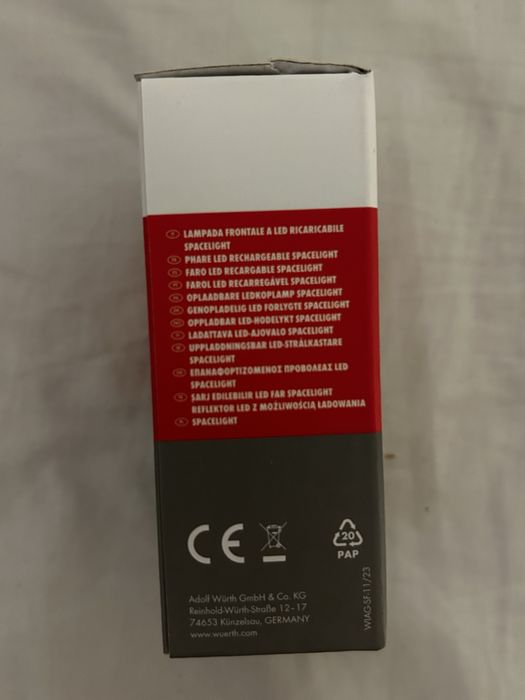 LAMPADA FRONTALE A LED RICARICABILE
SPACELIGHT
PHARE LED RECHARGEABLE SPACELIGHT
FARO LED RECARGABLE SPACELIGHT
FAROL LED RECARREGÁVEL SPACELIGHT
OPLAADBARE LEDKOPLAMP SPACELIGHT
GENOPLADELIG LED FORLYGTE SPACELIGHT
OPPLADBAR LED-HODELYKT SPACELIGHT
LADATTAVA LED-AJOVALO SPACELIGHT
UPPLADDNINGSBAR LED-STRÅLKASTARE
SPACELIGHT
ΕΠΑΝΑΦΟΡΤΙΖΟΜΕΝΟΣ ΠΡΟΒΟΛΕΑΣ LED
SPACELIGHT
ŞARJ EDILEBILIR LED FAR SPACELIGHT
REFLEKTOR LED Z MOŻLIWOŚCIĄ ŁADOWANIA
SPACELIGHT
CE
20
PAP
Adolf Würth GmbH & Co. KG
Reinhold-Würth-Straße 12–17
74653 Künzelsau, GERMANY
www.wuerth.com
WIAG-SF-11/23